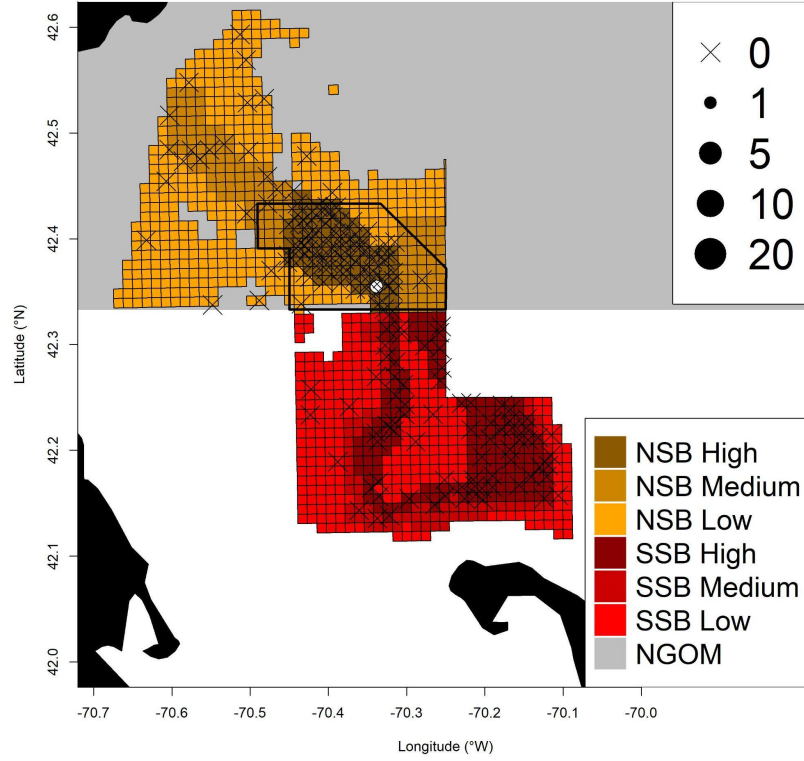 42.6
42.5
42.4
42.3
42.2
42.1
42.0
Latitude (°N)
0
1
5
10
20
NSB High
NSB Medium
NSB Low
SSB High
SSB Medium
SSB Low
NGOM
-70.7 -70.6 -70.5 -70.4 -70.3 -70.2 -70.1 -70.0
Longitude (°W)